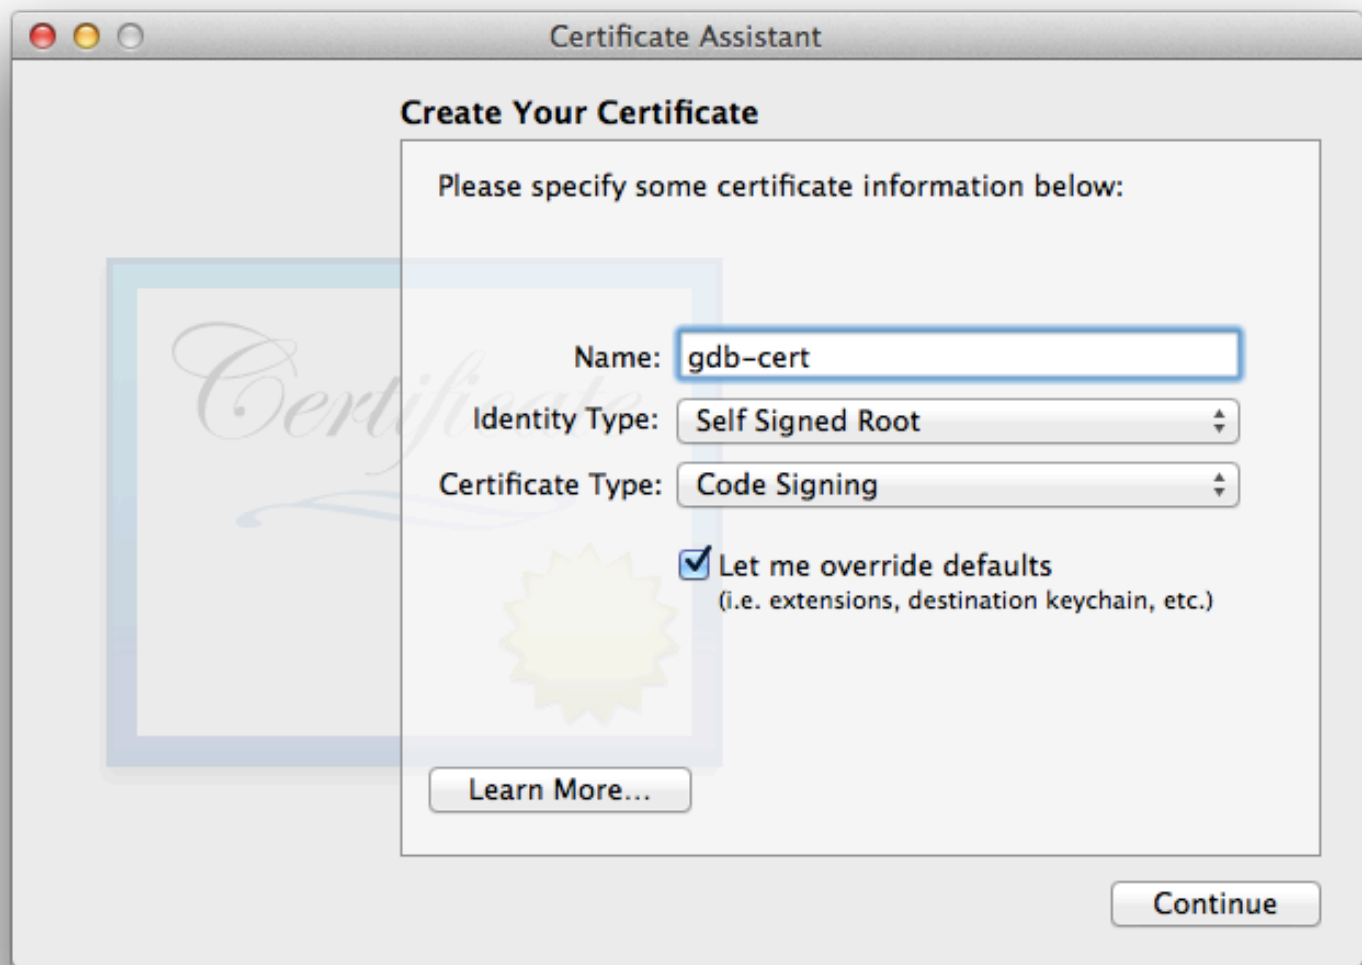 Certificate Assistant
Create Your Certificate
Please specify some certificate information below:
Certificate
Name: gdb-cert
Identity Type: Self Signed Root
Certificate Type: Code Signing
Let me override defaults
(i.e. extensions, destination keychain, etc.)
Learn More...
Continue